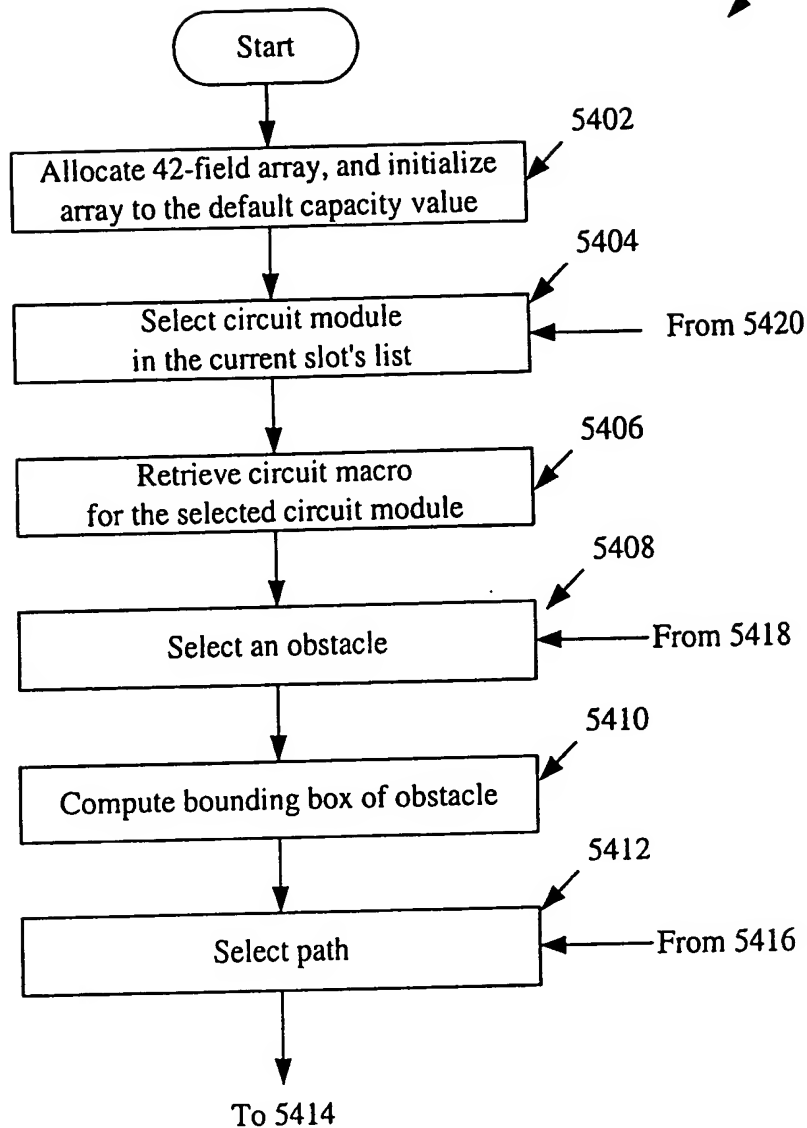 Start
5402
Allocate 42-field array, and initialize
array to the default capacity value
5404
Select circuit module
in the current slot's list
From 5420
5406
Retrieve circuit macro
for the selected circuit module
5408
Select an obstacle
From 5418
5410
Compute bounding box of obstacle
5412
Select path
From 5416
To 5414